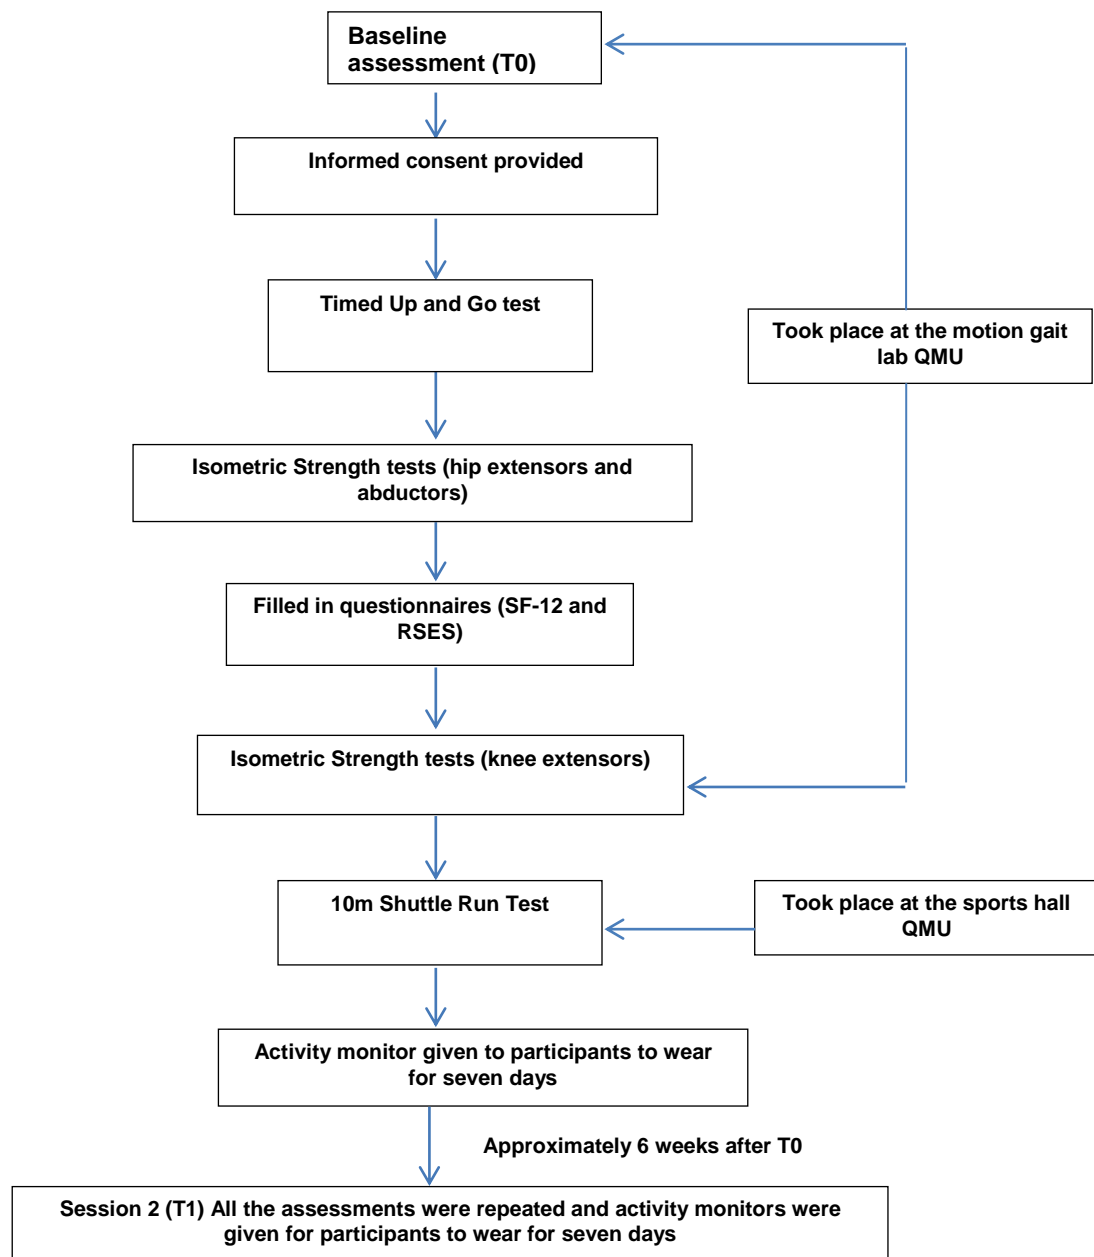 Baseline
assessment (T0)
Informed consent provided
Timed Up and Go test
Took place at the motion gait
lab QMU
Isometric Strength tests (hip extensors and
abductors)
Filled in questionnaires (SF-12 and
RSES)
Isometric Strength tests (knee extensors)
10m Shuttle Run Test
Took place at the sports hall
QMU
Activity monitor given to participants to wear
for seven days
Approximately 6 weeks after T0
Session 2 (T1) All the assessments were repeated and activity monitors were
given for participants to wear for seven days